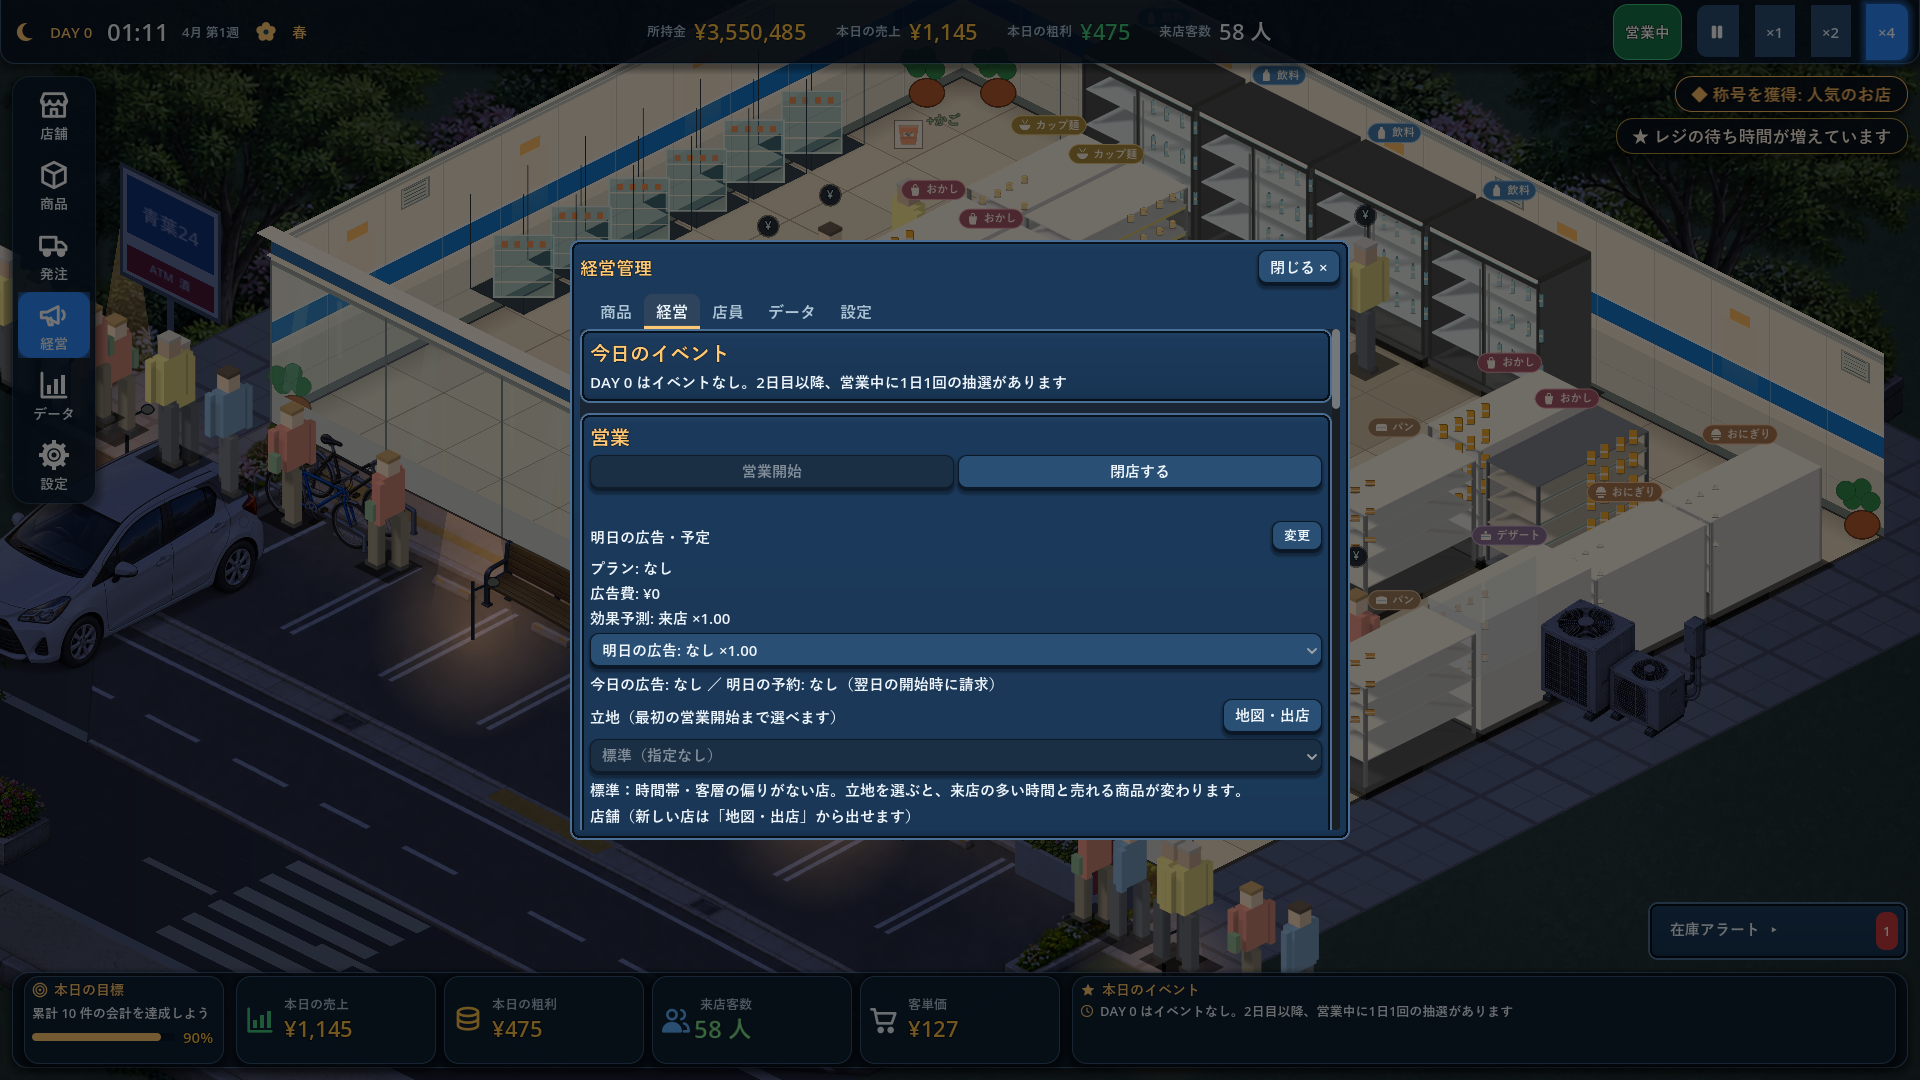 DAY 0 01:11 4月 第1週 春
所持金 ¥3,550,485 本日の売上 ¥1,145 本日の粗利 ¥475 来店客数 58 人
営業中 ×1 ×2 ×4
◆ 称号を獲得: 人気のお店
★ レジの待ち時間が増えています
店舗
商品
発注
経営
データ
設定
青葉24
ATM 酒
飲料
飲料
飲料
カップ麺
カップ麺
+かご
おかし
おかし
¥
¥
¥
¥
おかし
おかし
パン
おにぎり
おにぎり
デザート
パン
経営管理
閉じる ×
商品 経営 店員 データ 設定
今日のイベント
DAY 0 はイベントなし。2日目以降、営業中に1日1回の抽選があります
営業
営業開始 閉店する
明日の広告・予定 変更
プラン: なし
広告費: ¥0
効果予測: 来店 ×1.00
明日の広告: なし ×1.00
今日の広告: なし ／ 明日の予約: なし（翌日の開始時に請求）
立地（最初の営業開始まで選べます） 地図・出店
標準（指定なし）
標準：時間帯・客層の偏りがない店。立地を選ぶと、来店の多い時間と売れる商品が変わります。
店舗（新しい店は「地図・出店」から出せます）
在庫アラート ▸ 1
本日の目標
累計 10 件の会計を達成しよう
90%
本日の売上
¥1,145
本日の粗利
¥475
来店客数
58 人
客単価
¥127
★ 本日のイベント
DAY 0 はイベントなし。2日目以降、営業中に1日1回の抽選があります